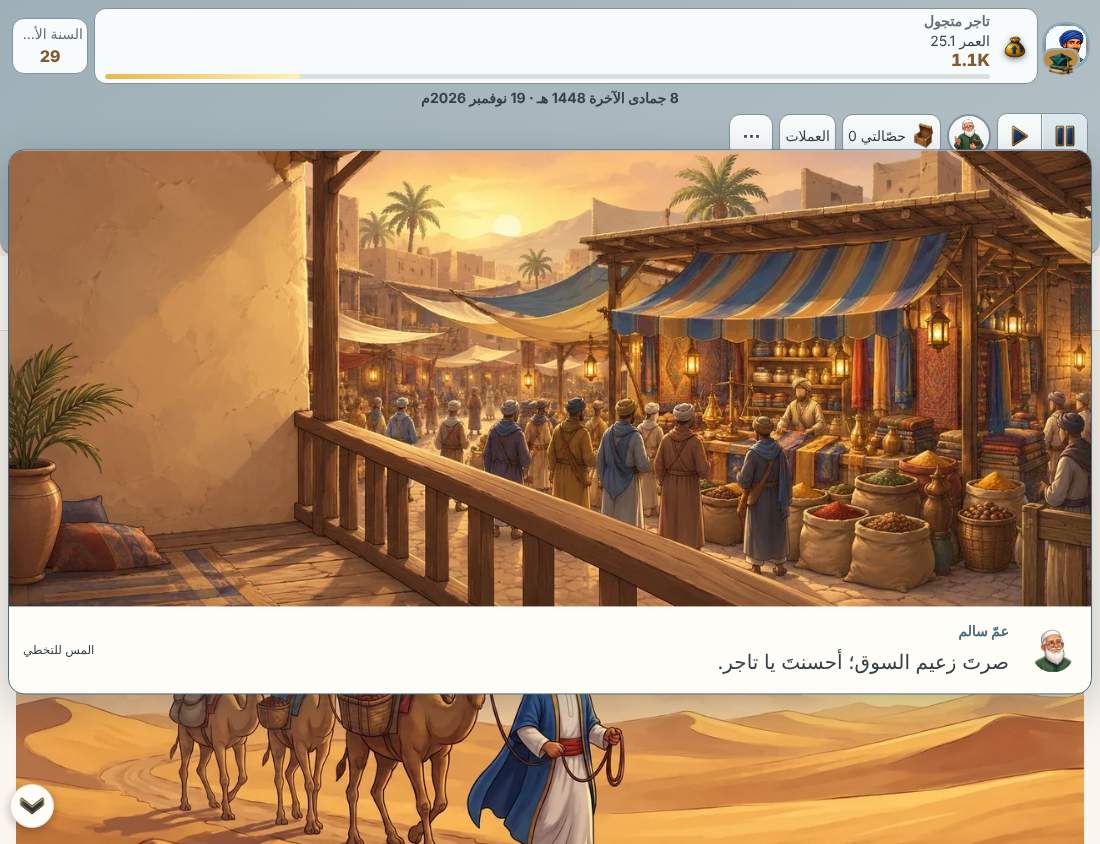 تاجر متجول
العمر 25.1
1.1K
السنة الأ...
29
8 جمادى الآخرة 1448 هـ · 19 نوفمبر 2026م
حصّالتي 0
العملات
...
عمّ سالم
صرتَ زعيم السوق؛ أحسنتَ يا تاجر.
المس للتخطي